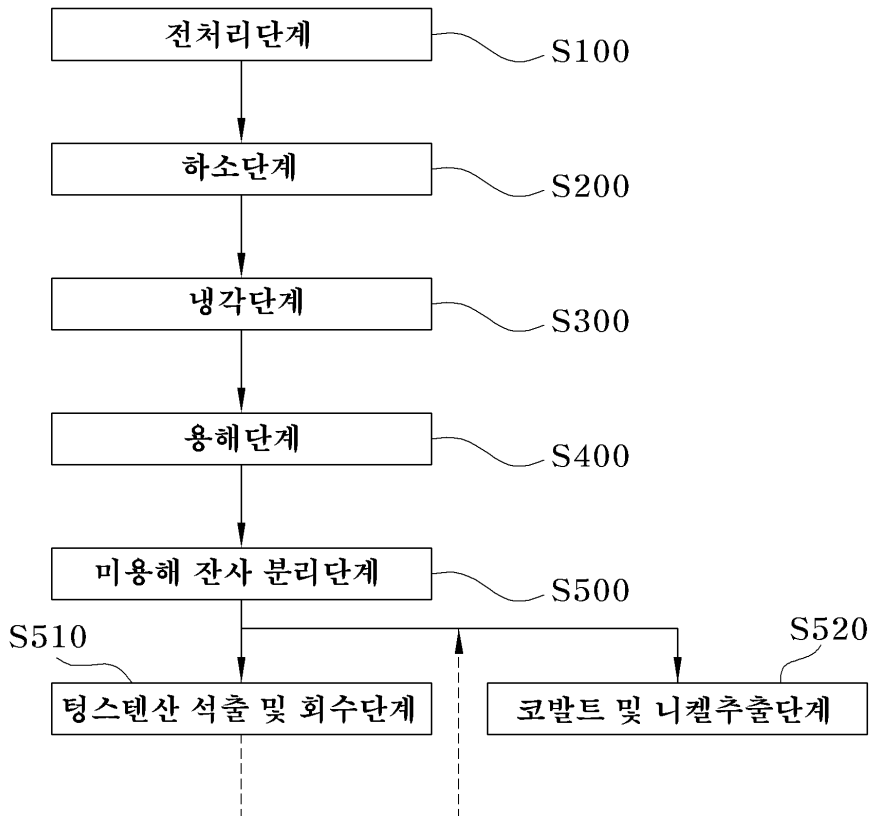 전처리단계
S100
하소단계
S200
냉각단계
S300
용해단계
S400
미용해 잔사 분리단계
S500
S510
S520
텅스텐산 석출 및 회수단계
코발트 및 니켈추출단계